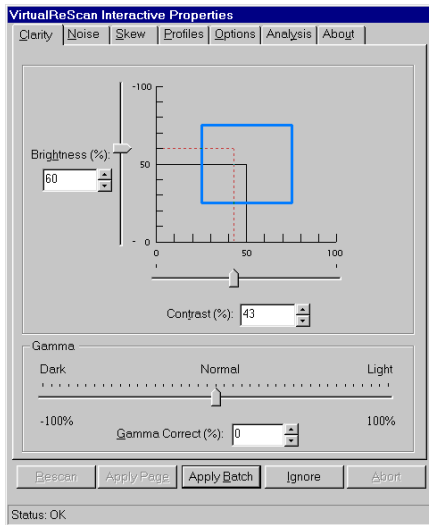 VirtualReScan Interactive Properties
Clarity Noise Skew Profiles Options Analysis About
-100
Brightness (%):
50
60
- 0
0 50 100
Contrast (%): 43
Gamma
Dark Normal Light
-100% 100%
Gamma Correct (%): 0
Rescan Apply Page Apply Batch Ignore Abort
Status: OK